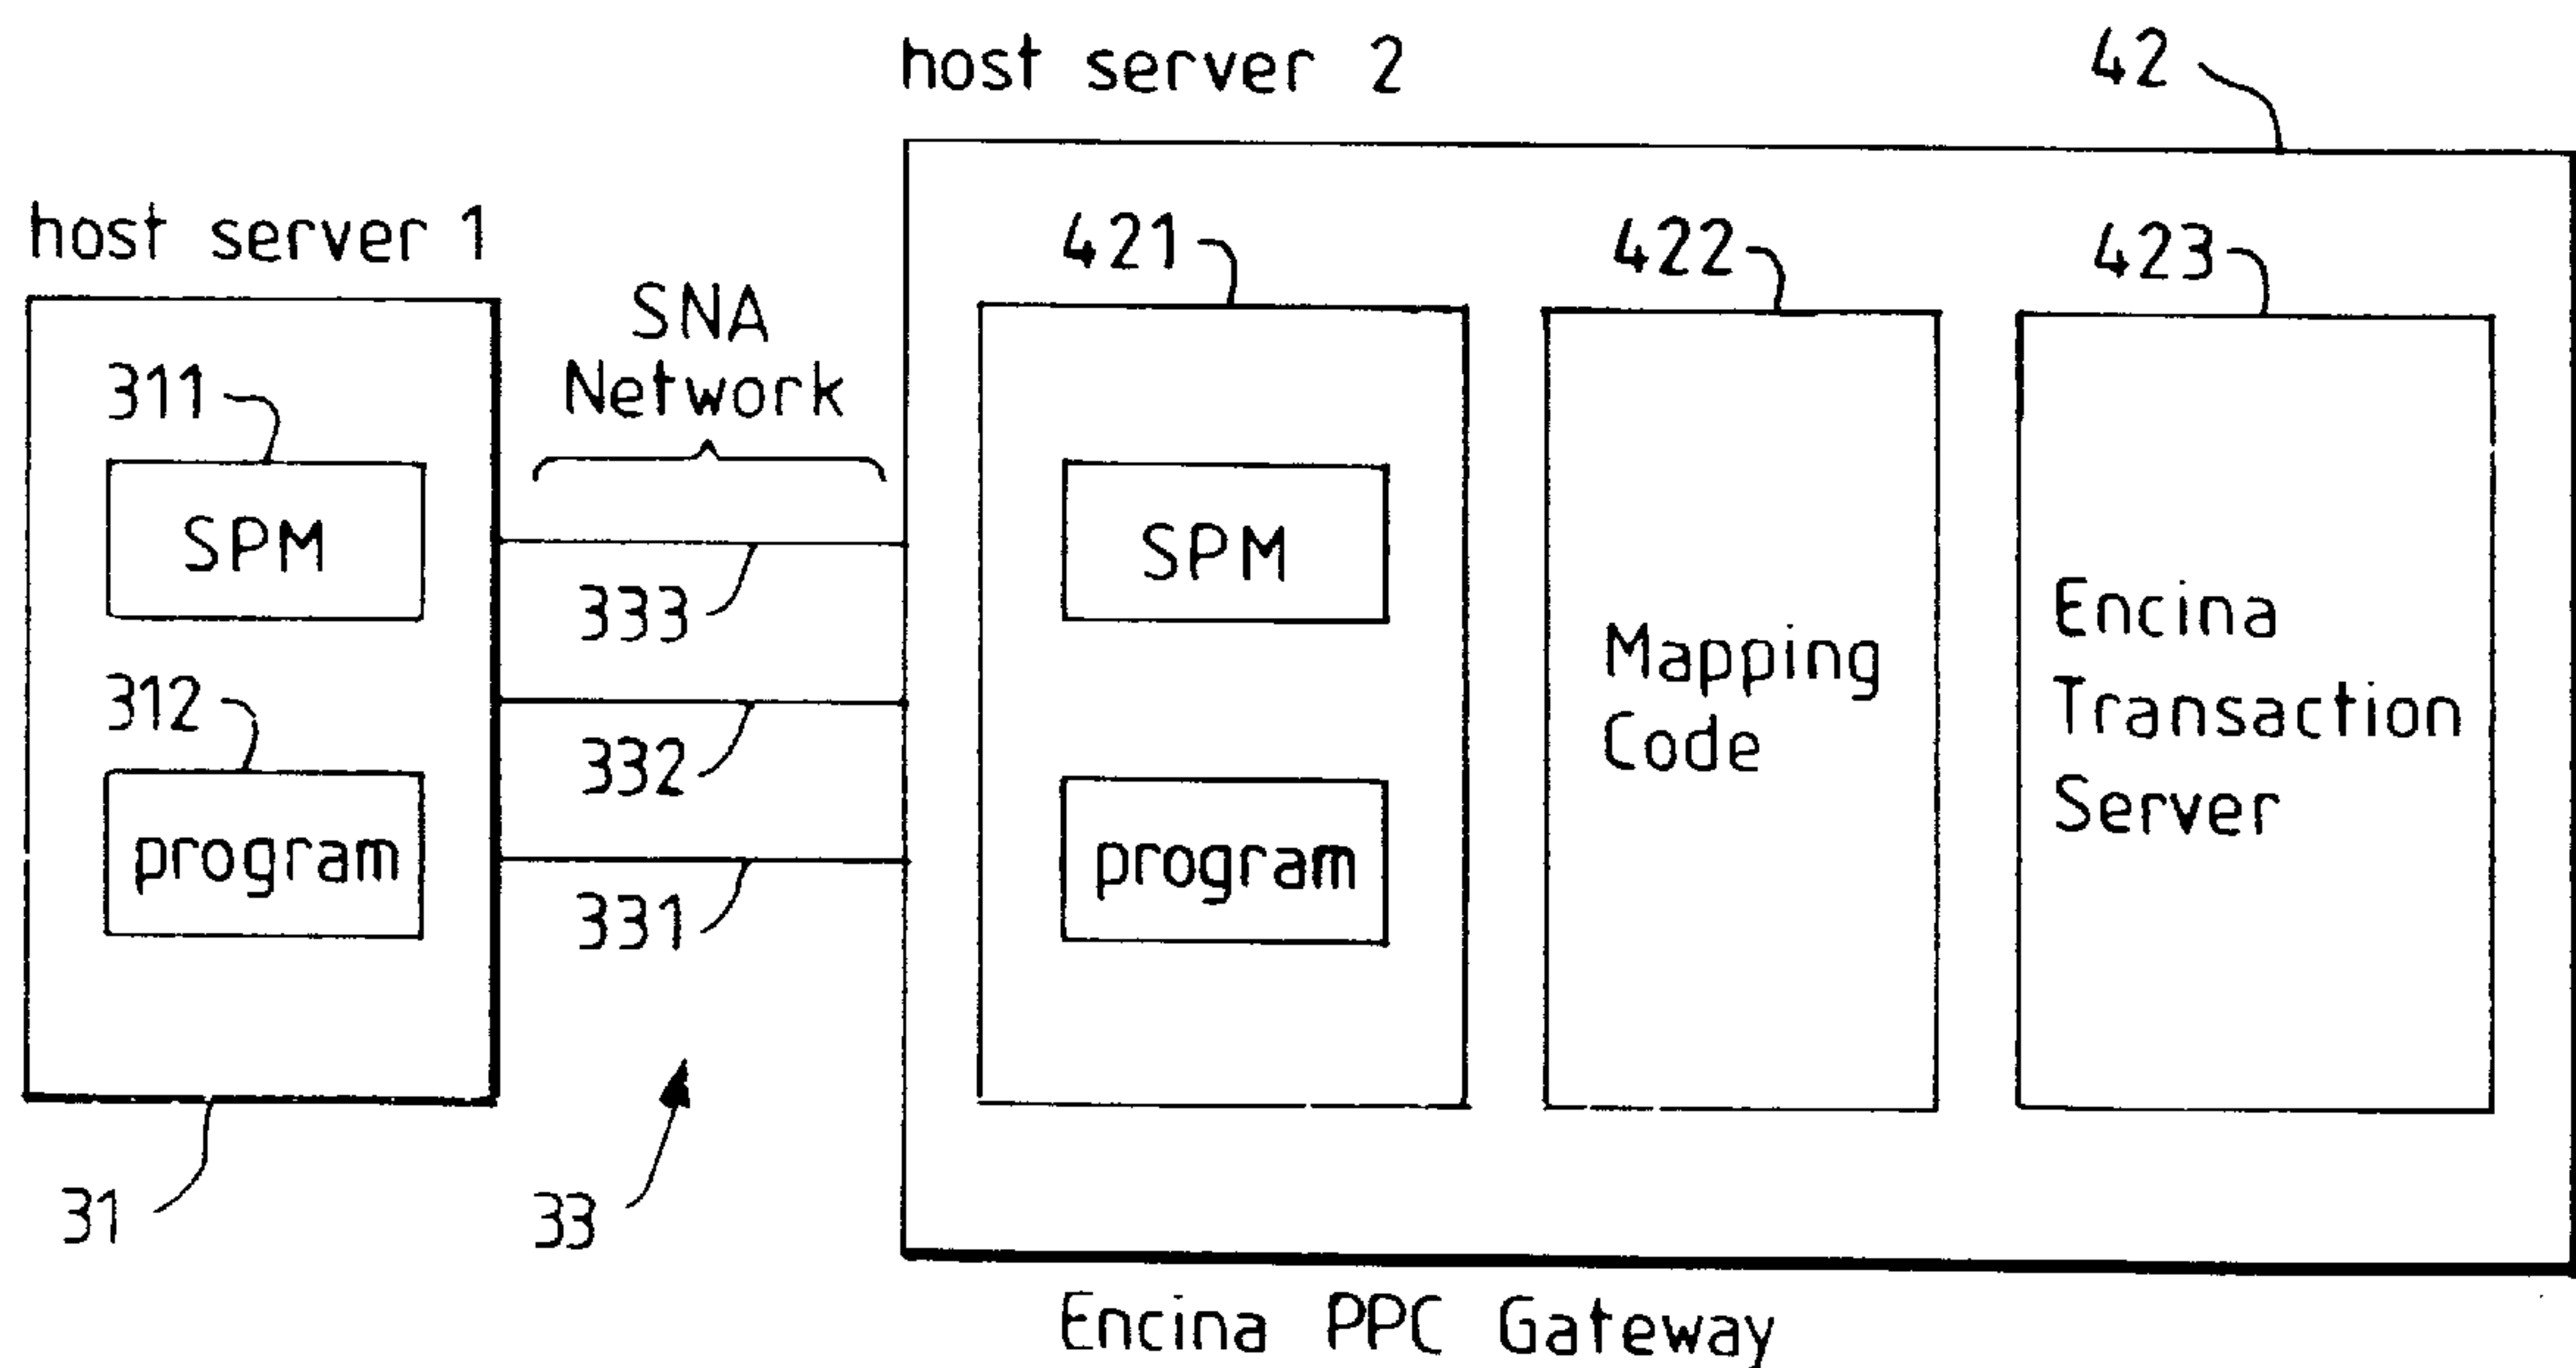 host server 2
42
host server 1
421
422
423
SNA
Network
311
SPM
SPM
333
Encina
Transaction
Server
Mapping
Code
312
332
program
program
331
31
33
Encina PPC Gateway